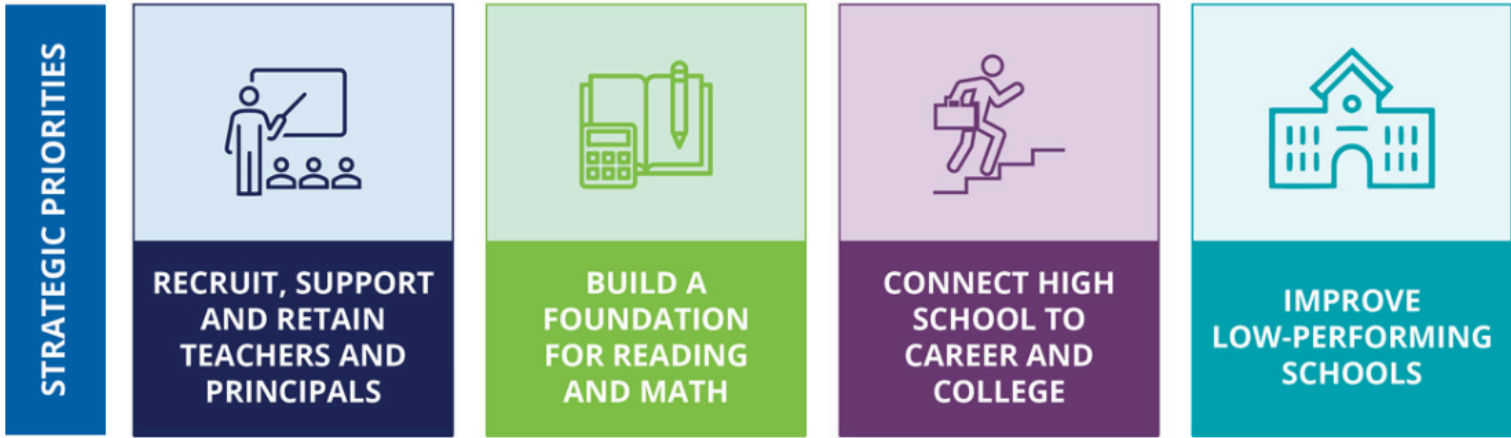 STRATEGIC PRIORITIES
RECRUIT, SUPPORT
AND RETAIN
TEACHERS AND
PRINCIPALS
BUILD A
FOUNDATION
FOR READING
AND MATH
CONNECT HIGH
SCHOOL TO
CAREER AND
COLLEGE
IMPROVE
LOW-PERFORMING
SCHOOLS